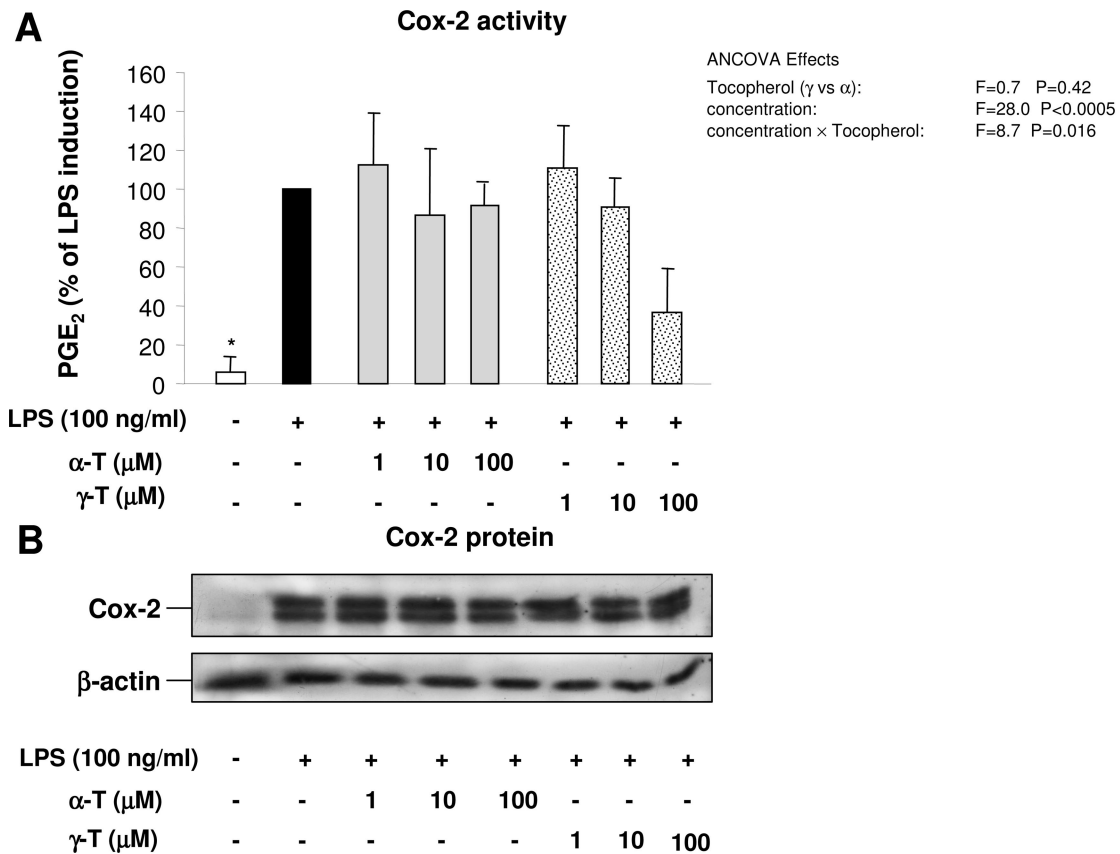 A
Cox-2 activity
ANCOVA Effects
Tocopherol (γ vs α): F=0.7 P=0.42
concentration: F=28.0 P<0.0005
concentration × Tocopherol: F=8.7 P=0.016
PGE2 (% of LPS induction)
160
140
120
100
80
60
40
20
0
*
LPS (100 ng/ml) - + + + + + + +
α-T (μM) - - 1 10 100 - - -
γ-T (μM) - - - - - 1 10 100
B
Cox-2 protein
Cox-2
β-actin
LPS (100 ng/ml) - + + + + + + +
α-T (μM) - - 1 10 100 - - -
γ-T (μM) - - - - - 1 10 100